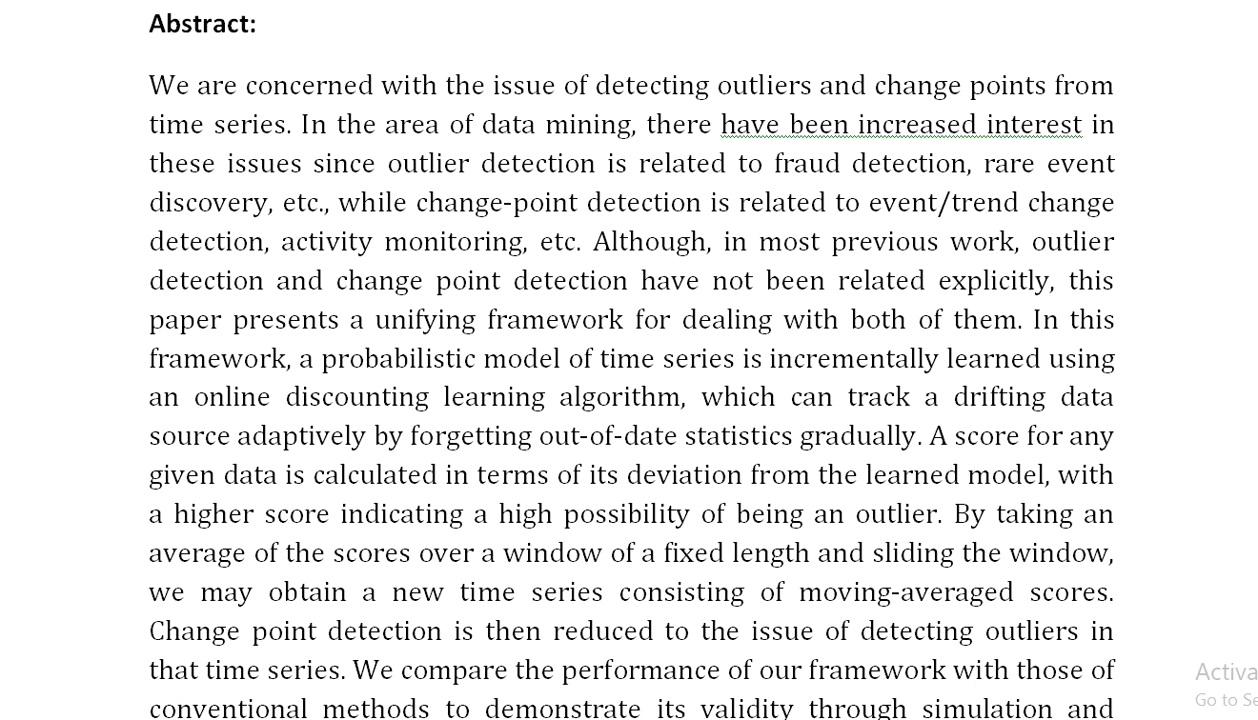 Abstract:
We are concerned with the issue of detecting outliers and change points from
time series. In the area of data mining, there have been increased interest in
these issues since outlier detection is related to fraud detection, rare event
discovery, etc., while change-point detection is related to event/trend change
detection, activity monitoring, etc. Although, in most previous work, outlier
detection and change point detection have not been related explicitly, this
paper presents a unifying framework for dealing with both of them. In this
framework, a probabilistic model of time series is incrementally learned using
an online discounting learning algorithm, which can track a drifting data
source adaptively by forgetting out-of-date statistics gradually. A score for any
given data is calculated in terms of its deviation from the learned model, with
a higher score indicating a high possibility of being an outlier. By taking an
average of the scores over a window of a fixed length and sliding the window,
we may obtain a new time series consisting of moving-averaged scores.
Change point detection is then reduced to the issue of detecting outliers in
that time series. We compare the performance of our framework with those of
conventional methods to demonstrate its validity through simulation and
Activa
Go to Se